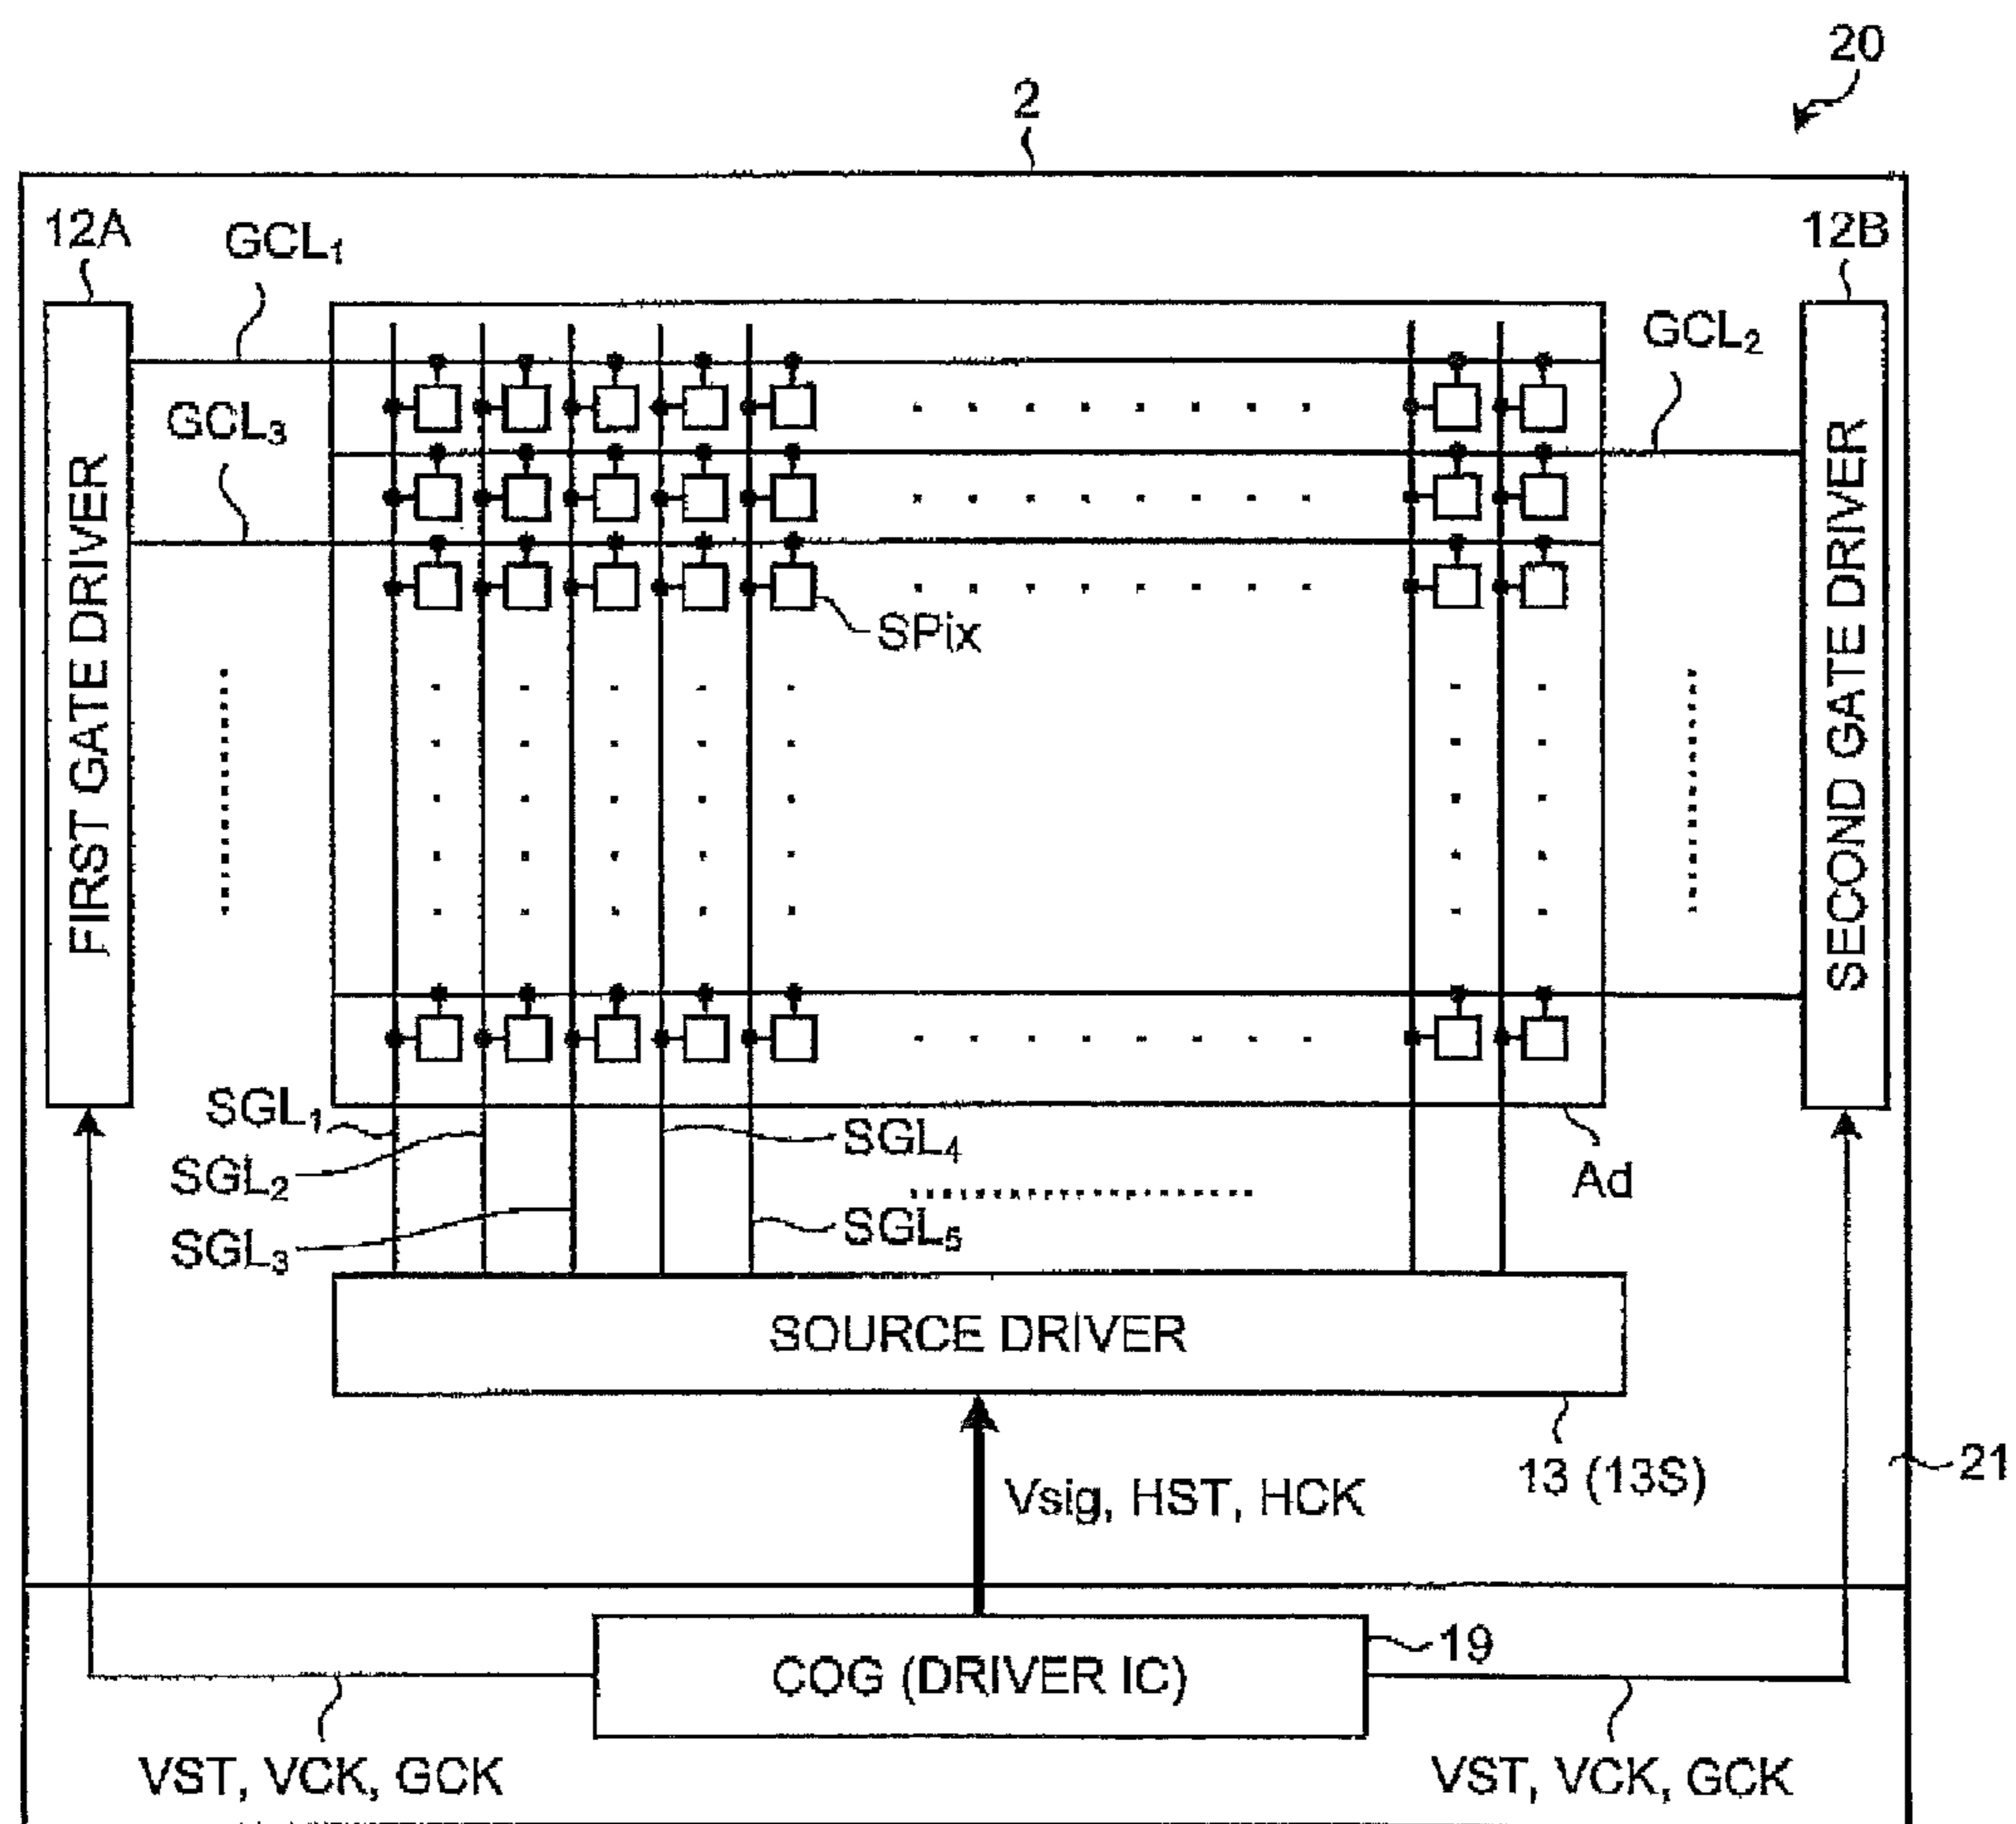 20
2
12A
GCL₁
12B
GCL₂
GCL₃
FIRST GATE DRIVER
SECOND GATE DRIVER
SPix
SGL₁
SGL₂
SGL₃
SGL₄
SGL₅
Ad
SOURCE DRIVER
13 (13S)
21
Vsig, HST, HCK
19
COG (DRIVER IC)
VST, VCK, GCK
VST, VCK, GCK